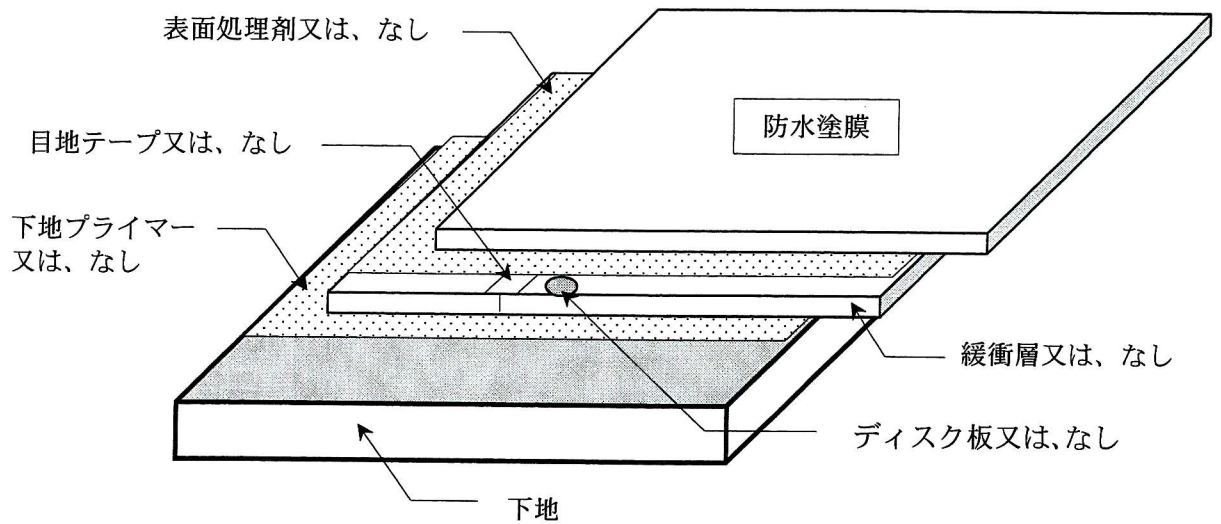 表面処理剤又は、なし
防水塗膜
目地テープ又は、なし
下地プライマー
又は、なし
緩衝層又は、なし
ディスク板又は、なし
下地